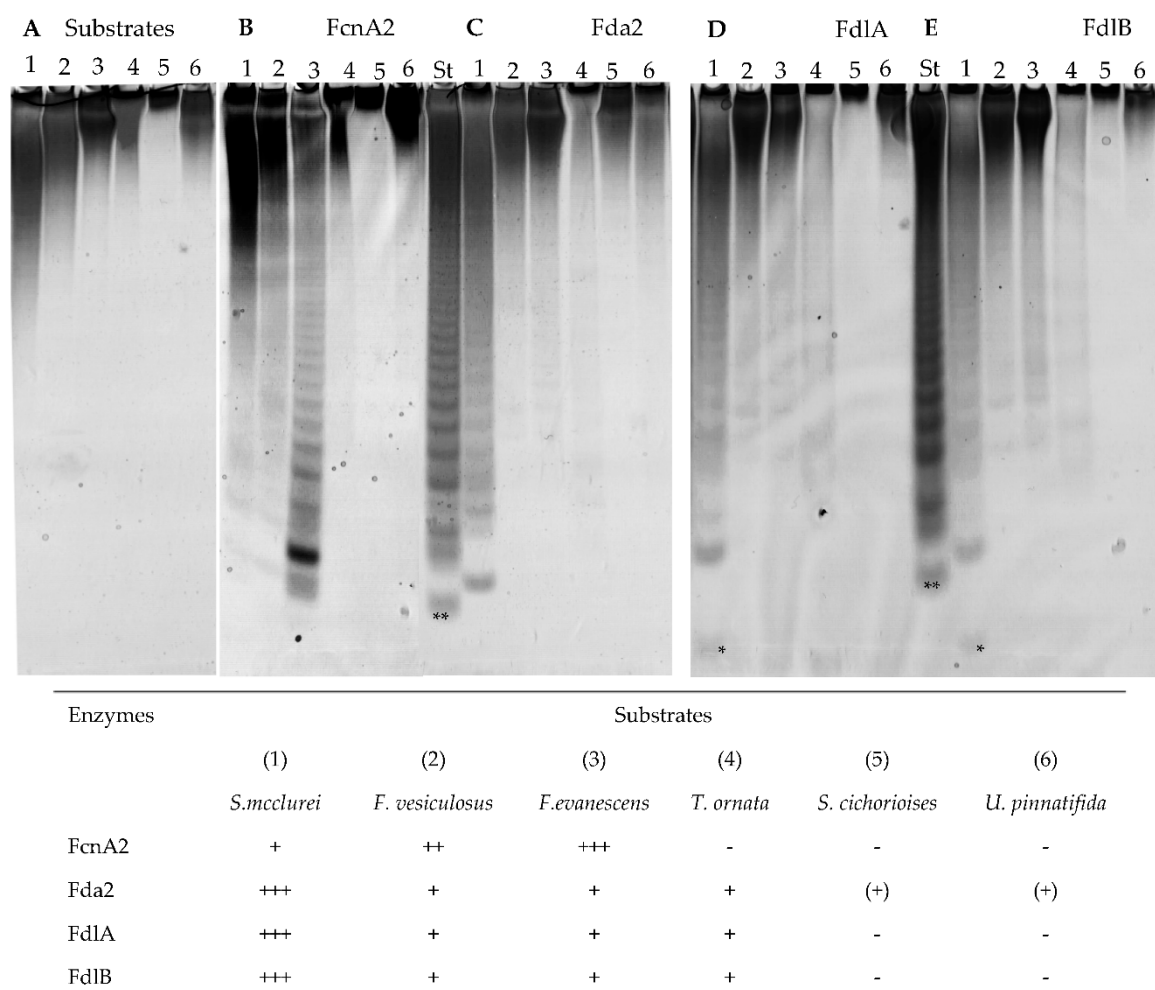 A Substrates B FcnA2 C Fda2 D FdlA E FdlB
1 2 3 4 5 6 1 2 3 4 5 6 St 1 2 3 4 5 6 1 2 3 4 5 6 St 1 2 3 4 5 6
**
**
* *
Enzymes Substrates
(1) (2) (3) (4) (5) (6)
S.mcclurei F. vesiculosus F.evanescens T. ornata S. cichorioises U. pinnatifida
FcnA2 + ++ +++ - - -
Fda2 +++ + + + (+) (+)
FdlA +++ + + + - -
FdlB +++ + + + - -